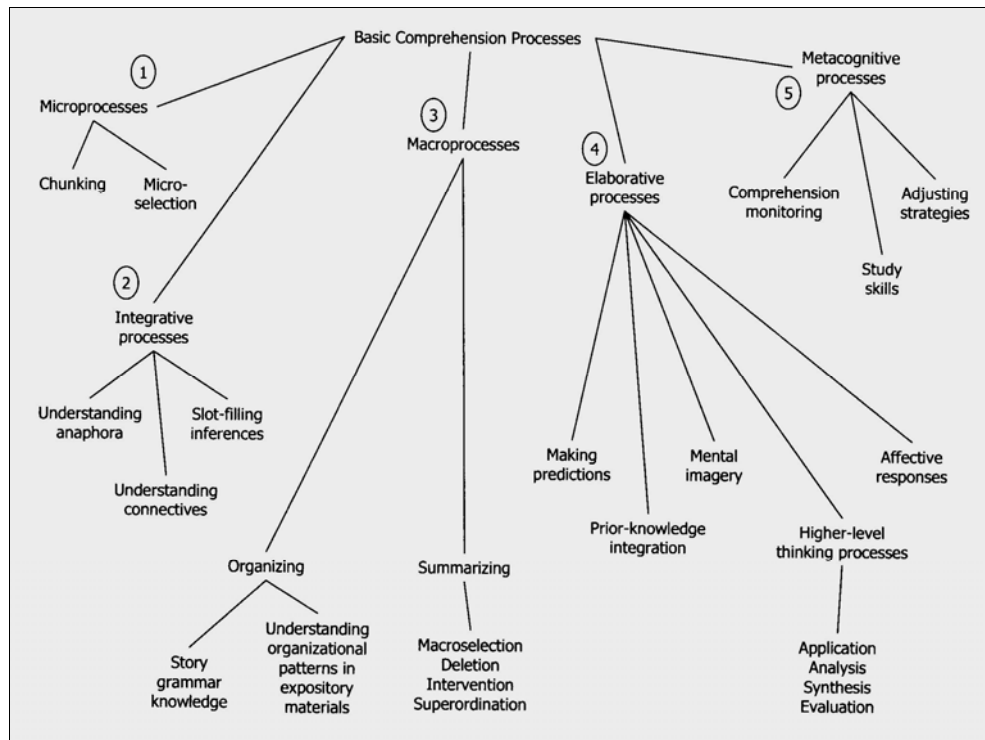 Basic Comprehension Processes
1
Microprocesses
Chunking
Micro-
selection
2
Integrative
processes
Understanding
anaphora
Slot-filling
inferences
Understanding
connectives
3
Macroprocesses
Organizing
Story
grammar
knowledge
Understanding
organizational
patterns in
expository
materials
Summarizing
Macroselection
Deletion
Intervention
Superordination
4
Elaborative
processes
Making
predictions
Prior-knowledge
integration
Mental
imagery
Higher-level
thinking processes
Application
Analysis
Synthesis
Evaluation
Affective
responses
Metacognitive
processes
5
Comprehension
monitoring
Study
skills
Adjusting
strategies